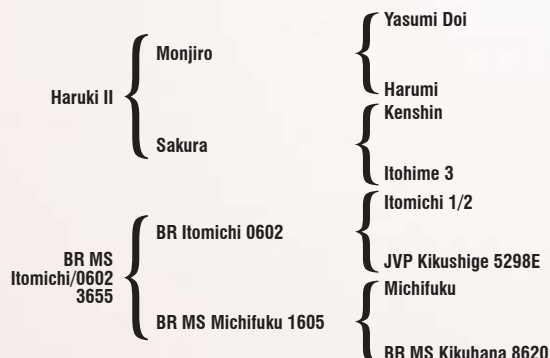 Yasumi Doi
Monjiro
Harumi
Haruki II
Kenshin
Sakura
Itohime 3
Itomichi 1/2
BR Itomichi 0602
JVP Kikushige 5298E
BR MS
Itomichi/0602
3655
Michifuku
BR MS Michifuku 1605
BR MS Kikuhana 8620